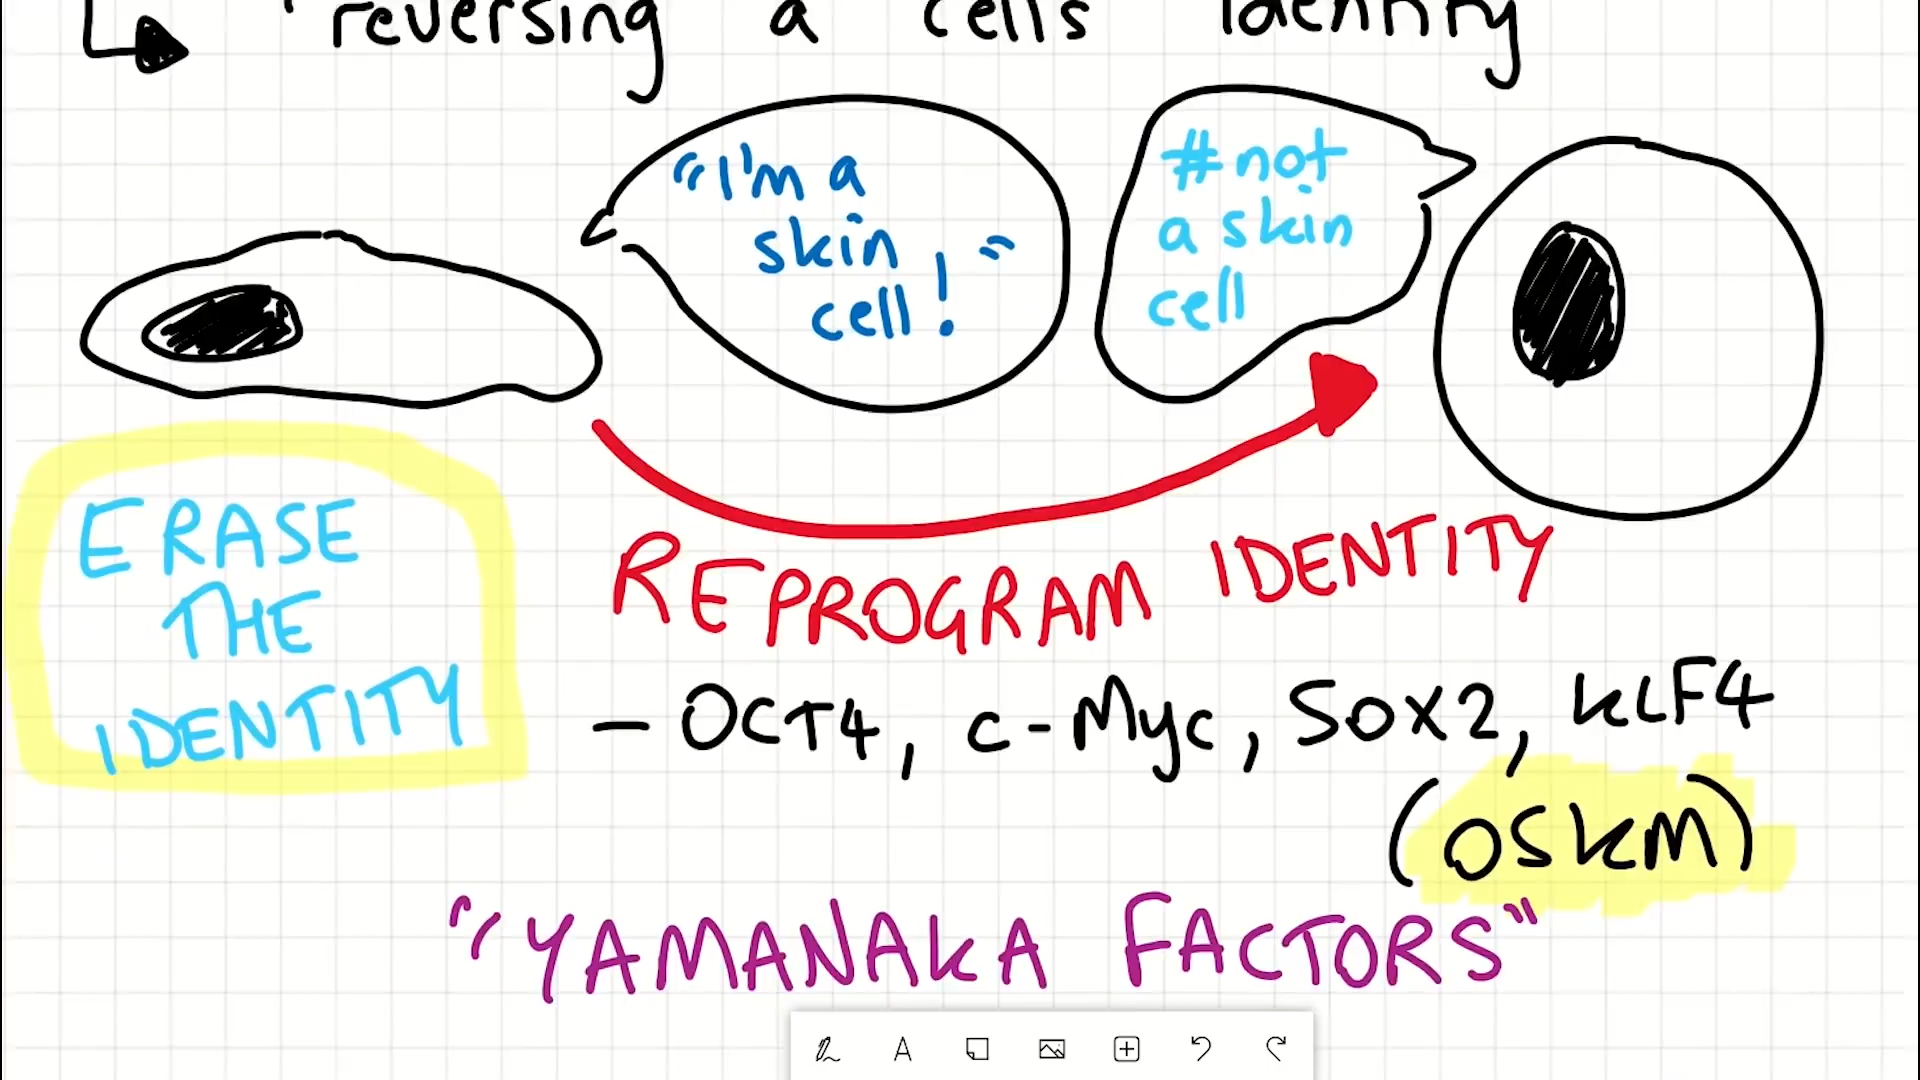 reversing a cells identity
"I'm a
skin
cell!"
#not
a skin
cell
ERASE
THE
IDENTITY
REPROGRAM IDENTITY
- OCT4, c-Myc, SOX2, KLF4
(OSKM)
"YAMANAKA FACTORS"
A